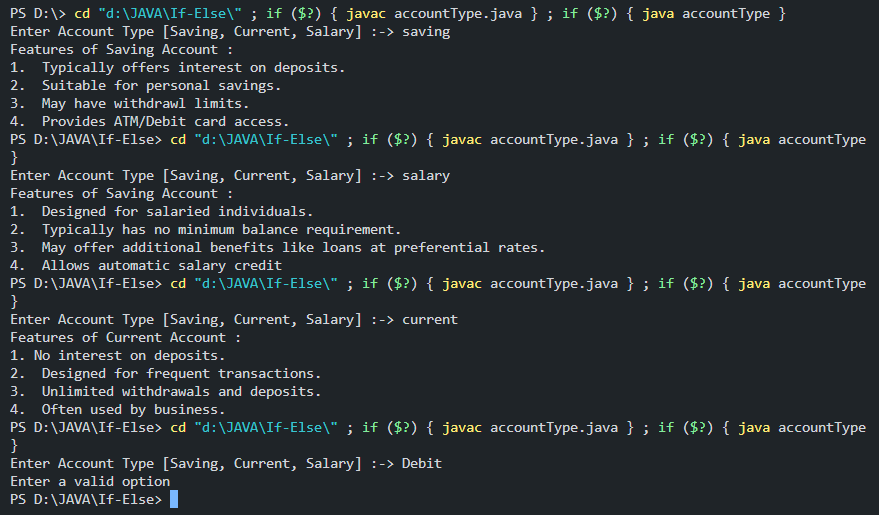 PS D:\> cd "d:\JAVA\If-Else\" ; if ($?) { javac accountType.java } ; if ($?) { java accountType }
Enter Account Type [Saving, Current, Salary] :-> saving
Features of Saving Account :
1.  Typically offers interest on deposits.
2.  Suitable for personal savings.
3.  May have withdrawl limits.
4.  Provides ATM/Debit card access.
PS D:\JAVA\If-Else> cd "d:\JAVA\If-Else\" ; if ($?) { javac accountType.java } ; if ($?) { java accountType
}
Enter Account Type [Saving, Current, Salary] :-> salary
Features of Saving Account :
1.  Designed for salaried individuals.
2.  Typically has no minimum balance requirement.
3.  May offer additional benefits like loans at preferential rates.
4.  Allows automatic salary credit
PS D:\JAVA\If-Else> cd "d:\JAVA\If-Else\" ; if ($?) { javac accountType.java } ; if ($?) { java accountType
}
Enter Account Type [Saving, Current, Salary] :-> current
Features of Current Account :
1. No interest on deposits.
2.  Designed for frequent transactions.
3.  Unlimited withdrawals and deposits.
4.  Often used by business.
PS D:\JAVA\If-Else> cd "d:\JAVA\If-Else\" ; if ($?) { javac accountType.java } ; if ($?) { java accountType
}
Enter Account Type [Saving, Current, Salary] :-> Debit
Enter a valid option
PS D:\JAVA\If-Else>